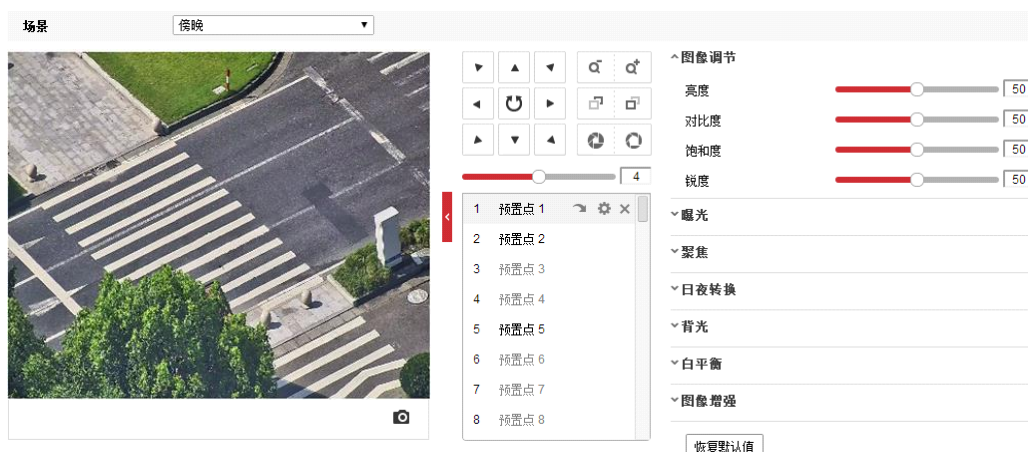 场景 傍晚
图像调节
亮度 50
对比度 50
饱和度 50
锐度 50
4
1 预置点 1
2 预置点 2
3 预置点 3
4 预置点 4
5 预置点 5
6 预置点 6
7 预置点 7
8 预置点 8
曝光
聚焦
日夜转换
背光
白平衡
图像增强
恢复默认值